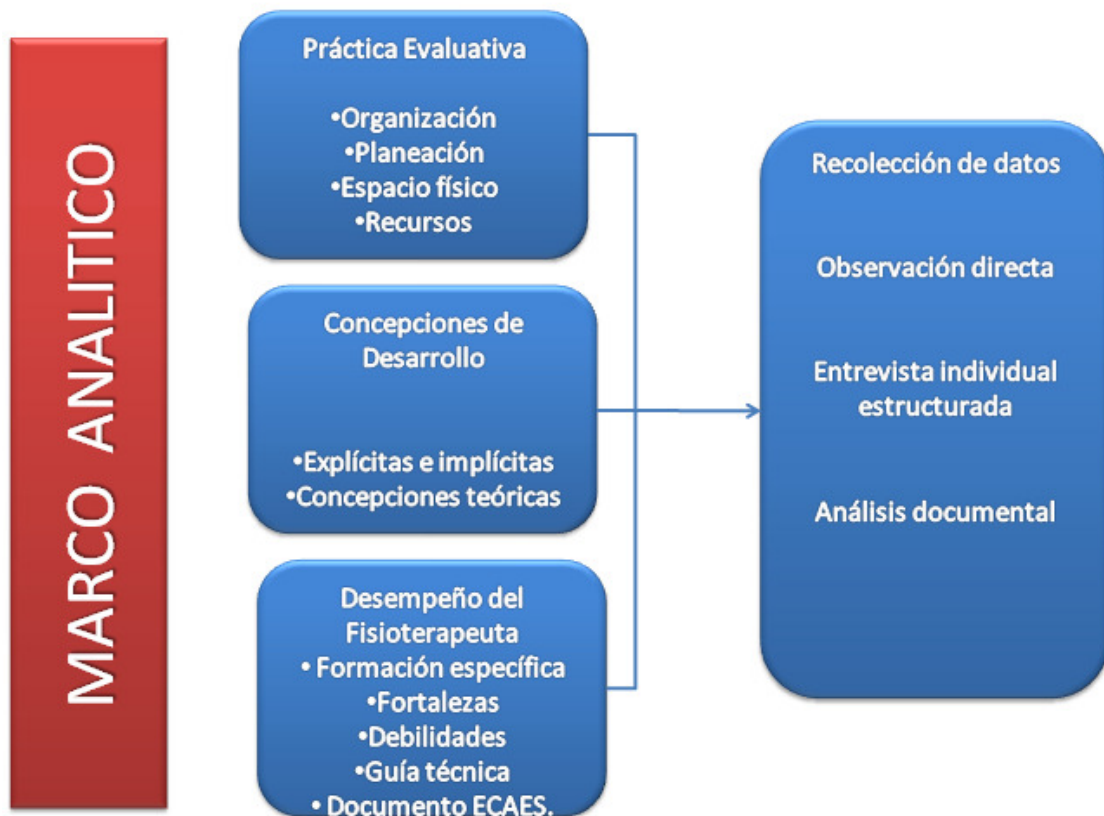 MARCO ANALITICO
Práctica Evaluativa
•Organización
•Planeación
•Espacio físico
•Recursos
Concepciones de
Desarrollo
•Explícitas e implícitas
•Concepciones teóricas
Desempeño del
Fisioterapeuta
• Formación específica
•Fortalezas
•Debilidades
•Guía técnica
• Documento ECAES.
Recolección de datos
Observación directa
Entrevista individual
estructurada
Análisis documental